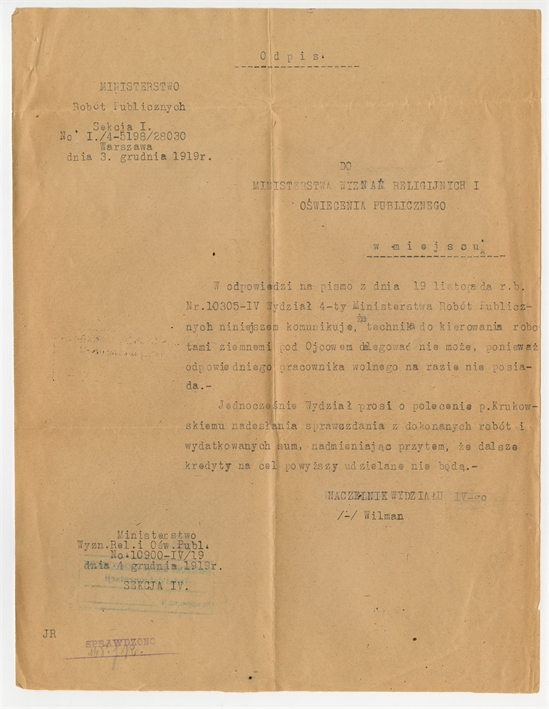 Odpis.
MINISTERSTWO
Robót Publicznych
Sekcja I.
No I./4-5198/28030
Warszawa
dnia 3. grudnia 1919r.
DO
MINISTERSTWA WYZNAŃ RELIGIJNYCH I
OŚWIECENIA PUBLICZNEGO
w miejscu.
W odpowiedzi na pismo z dnia 19 listopada r.b.
Nr.10305-IV Wydział 4-ty Ministerstwa Robót Publicz-
nych niniejszem komunikuje, że technika do kierowania robo
tami ziemnemi pod Ojcowem delegować nie może, ponieważ
odpowiedniego pracownika wolnego na razie nie posia-
da.-
Jednocześnie Wydział prosi o polecenie p.Krukow-
skiemu nadesłania sprawozdania z dokonanych robót i
wydatkowanych sum, nadmieniając przytem, że dalsze
kredyty na cel powyższy udzielane nie będą.-
NACZELNIK WYDZIAŁU IV-go
/-/ Wilman
Ministerstwo
Wyzn.Rel.i Ośw.Publ.
No.10900-IV/19
dnia 4 grudnia 1919r.
SEKCJA IV.
JR
SPRAWDZONO